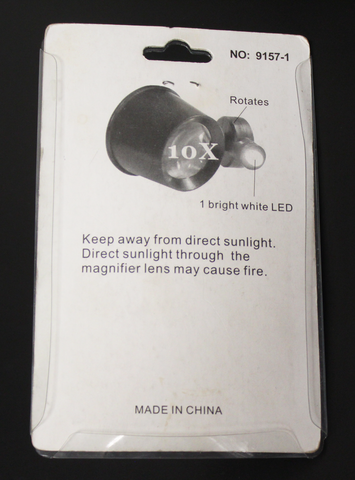 NO: 9157-1
Rotates
10X
1 bright white LED
Keep away from direct sunlight.
Direct sunlight through the
magnifier lens may cause fire.
MADE IN CHINA